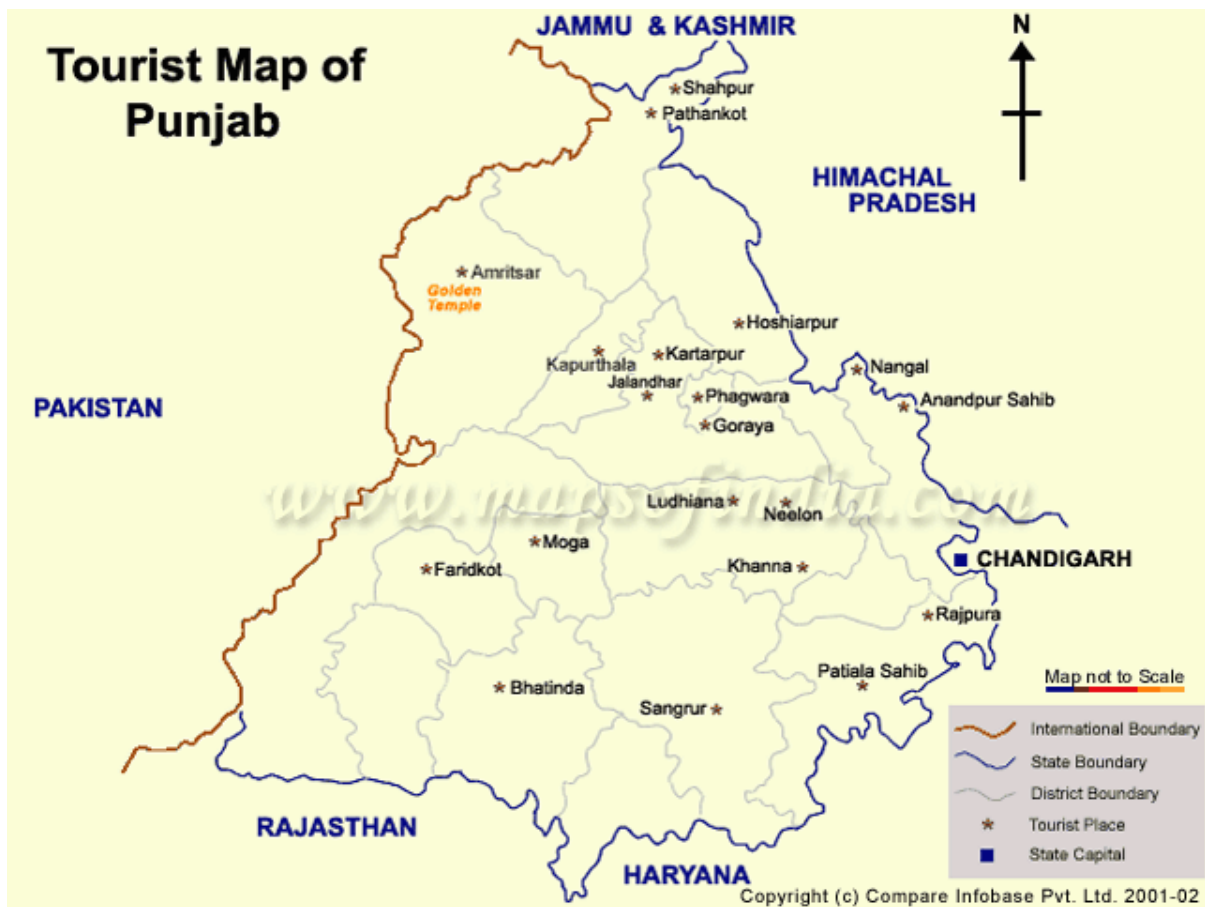 JAMMU & KASHMIR
Tourist Map of
Punjab
N
Shahpur
Pathankot
HIMACHAL
PRADESH
Amritsar
Golden
Temple
Hoshiarpur
Kapurthala
Kartarpur
Nangal
Jalandhar
Phagwara
Anandpur Sahib
PAKISTAN
Goraya
www.mapsofindia.com
Ludhiana
Neelon
Moga
Faridkot
Khanna
CHANDIGARH
Rajpura
Patiala Sahib
Map not to Scale
Bhatinda
Sangrur
International Boundary
State Boundary
District Boundary
Tourist Place
State Capital
RAJASTHAN
HARYANA
Copyright (c) Compare Infobase Pvt. Ltd. 2001-02